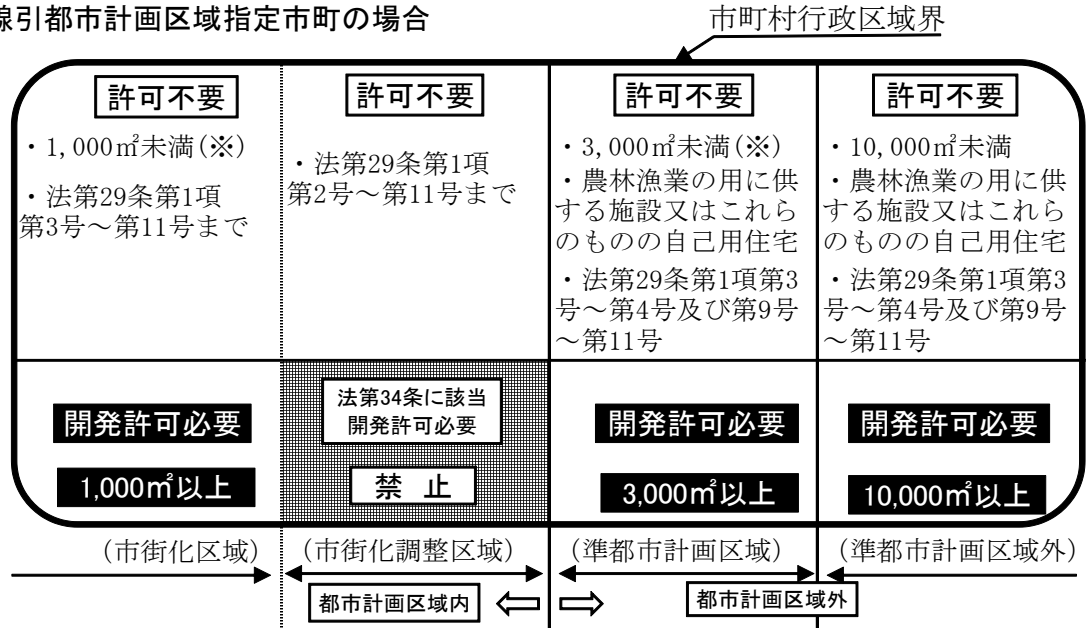 線引都市計画区域指定市町の場合
市町村行政区域界
許可不要
・1,000㎡未満(※)
・法第29条第1項
第3号～第11号まで
許可不要
・法第29条第1項
第2号～第11号まで
許可不要
・3,000㎡未満(※)
・農林漁業の用に供
する施設又はこれら
のものの自己用住宅
・法第29条第1項第3
号～第4号及び第9号
～第11号
許可不要
・10,000㎡未満
・農林漁業の用に供
する施設又はこれら
のものの自己用住宅
・法第29条第1項第3
号～第4号及び第9号
～第11号
開発許可必要
1,000㎡以上
法第34条に該当
開発許可必要
禁 止
開発許可必要
3,000㎡以上
開発許可必要
10,000㎡以上
(市街化区域)
(市街化調整区域)
(準都市計画区域)
(準都市計画区域外)
都市計画区域内
都市計画区域外